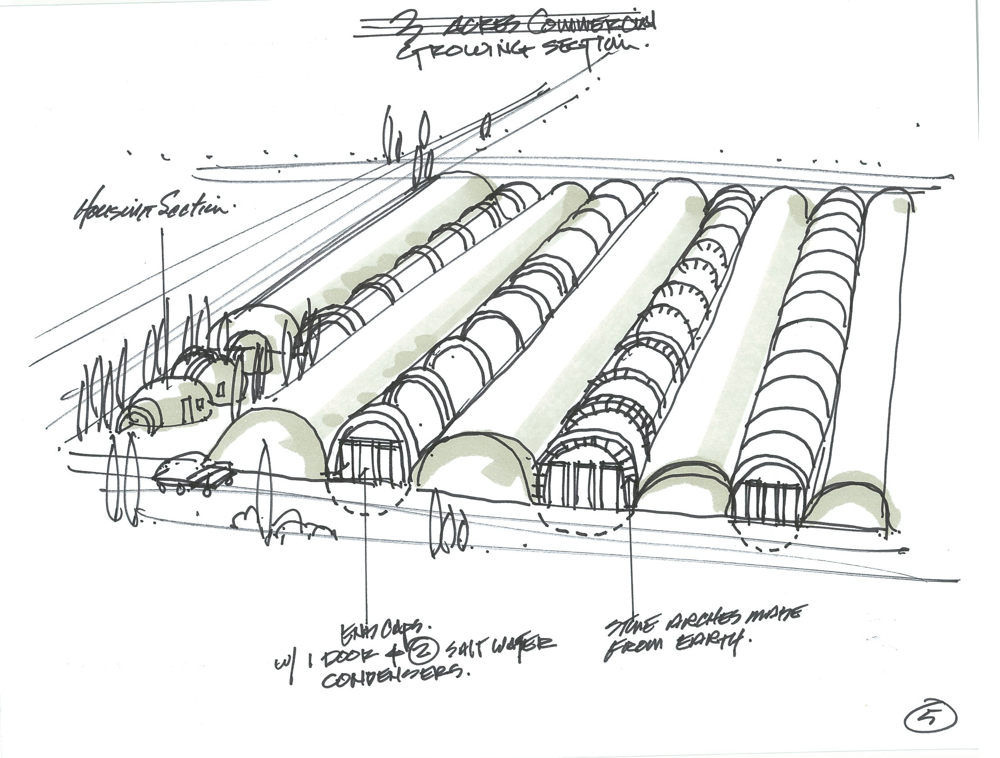 3 ACRES COMMERCIAL
GROWING SECTION.
Housing Section.
END CAPS.
W/ 1 DOOR + 2 SALT WATER
CONDENSERS.
STONE ARCHES MADE
FROM EARTH.
5